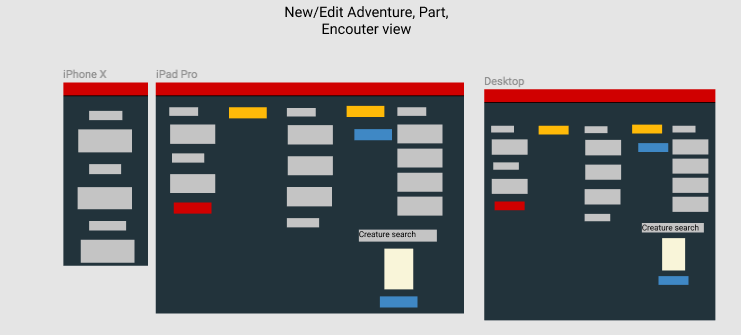 New/Edit Adventure, Part,
Encouter view
iPhone X
iPad Pro
Desktop
Creature search
Creature search